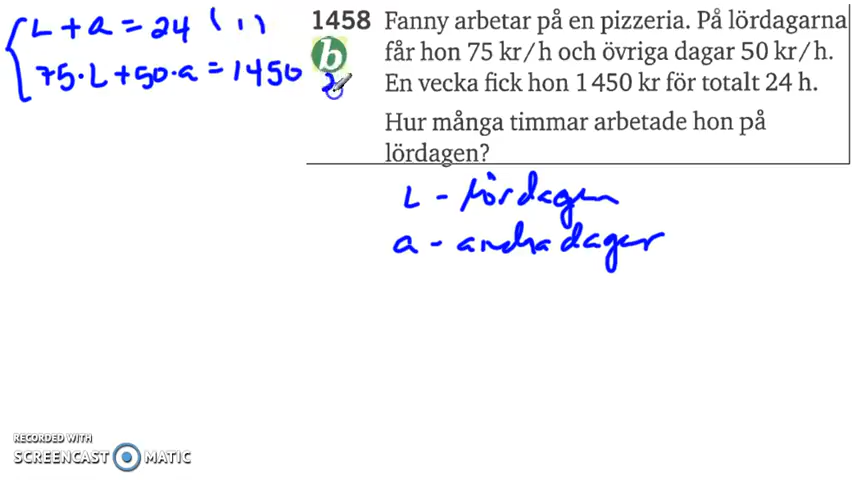 L + a = 24 (1)
75·L + 50·a = 1450 2
1458 Fanny arbetar på en pizzeria. På lördagarna
b får hon 75 kr/h och övriga dagar 50 kr/h.
En vecka fick hon 1 450 kr för totalt 24 h.
Hur många timmar arbetade hon på
lördagen?
L - lördagen
a - andra dagar
RECORDED WITH
SCREENCAST MATIC